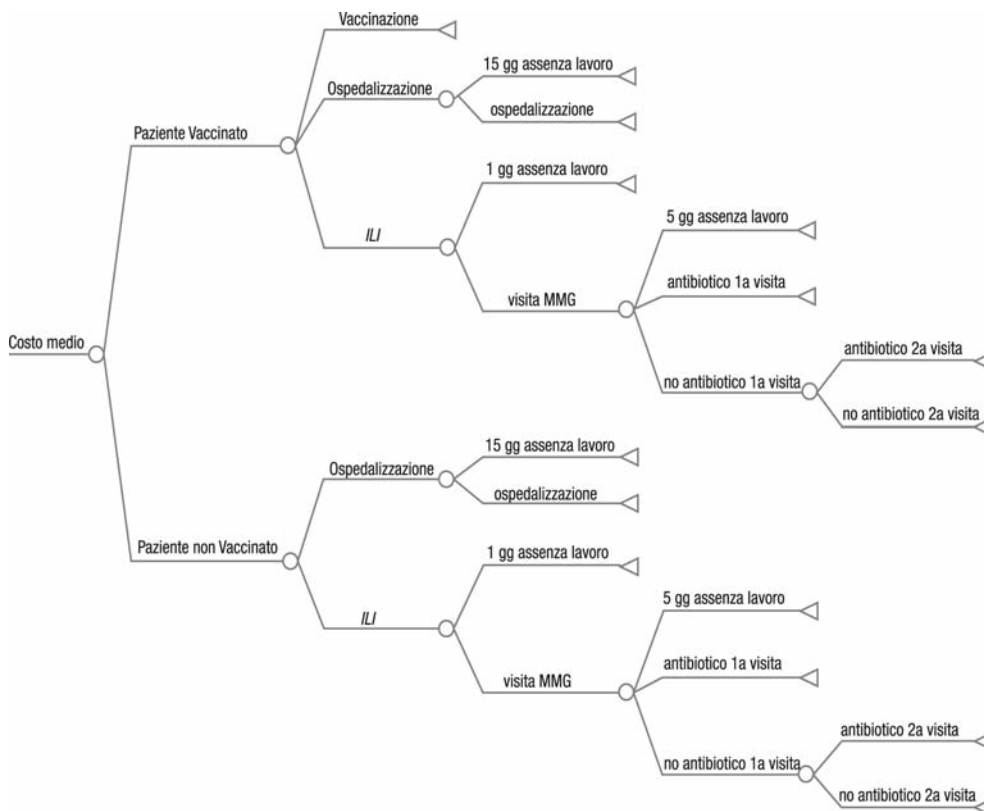 Vaccinazione
15 gg assenza lavoro
Ospedalizzazione
ospedalizzazione
Paziente Vaccinato
1 gg assenza lavoro
5 gg assenza lavoro
ILI
antibiotico 1a visita
visita MMG
Costo medio
antibiotico 2a visita
no antibiotico 1a visita
no antibiotico 2a visita
15 gg assenza lavoro
Ospedalizzazione
ospedalizzazione
Paziente non Vaccinato
1 gg assenza lavoro
5 gg assenza lavoro
ILI
antibiotico 1a visita
visita MMG
antibiotico 2a visita
no antibiotico 1a visita
no antibiotico 2a visita